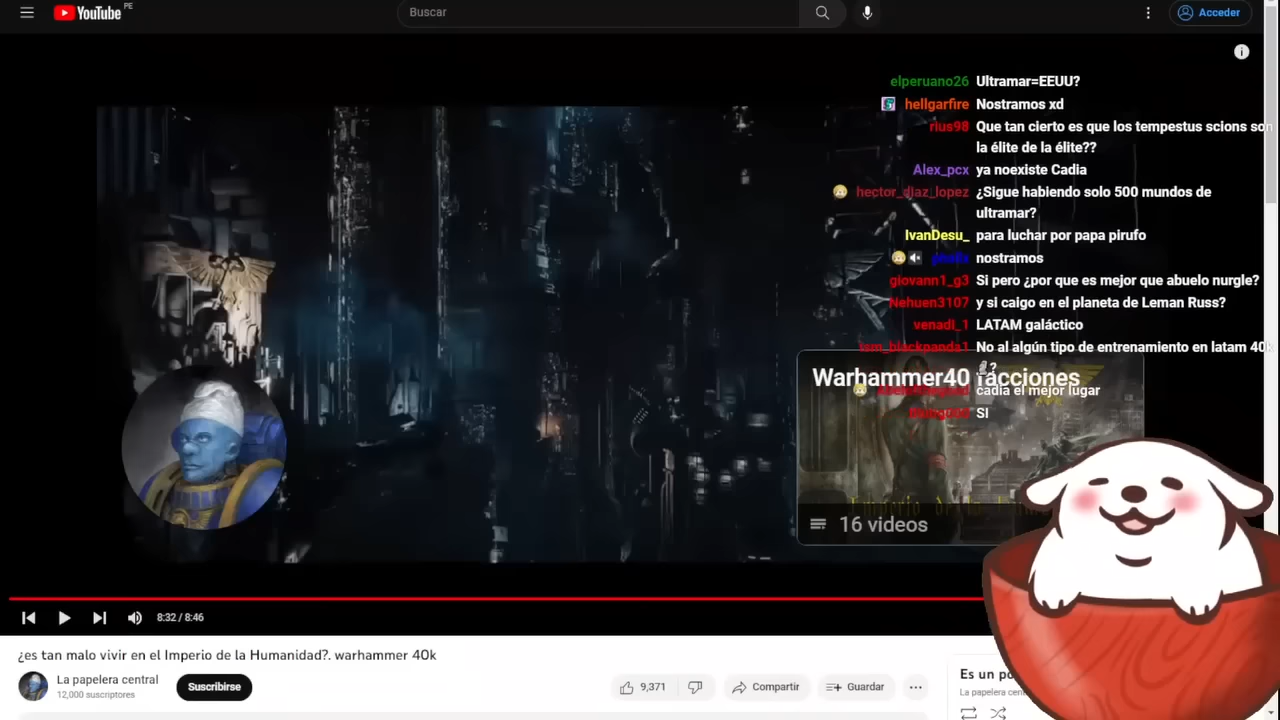 YouTube PE
Buscar
Acceder
elperuano26 Ultramar=EEUU?
hellgarfire Nostramos xd
rius98 Que tan cierto es que los tempestus scions son
la élite de la élite??
Alex_pcx ya noexiste Cadia
hector_diaz_lopez ¿Sigue habiendo solo 500 mundos de
ultramar?
IvanDesu_ para luchar por papa pirufo
nostramos
giovann1_g3 Si pero ¿por que es mejor que abuelo nurgle?
Nehuen3107 y si caigo en el planeta de Leman Russ?
venadl_1 LATAM galáctico
ism_blackpanda1 No al algún tipo de entrenamiento en latam 40k
?
Warhammer40 facciones
cadia el mejor lugar
SI
16 videos
8:32 / 8:46
¿es tan malo vivir en el Imperio de la Humanidad?. warhammer 40k
La papelera central
12,000 suscriptores
Suscribirse
9,371
Compartir
Guardar
Es un po
La papelera cen